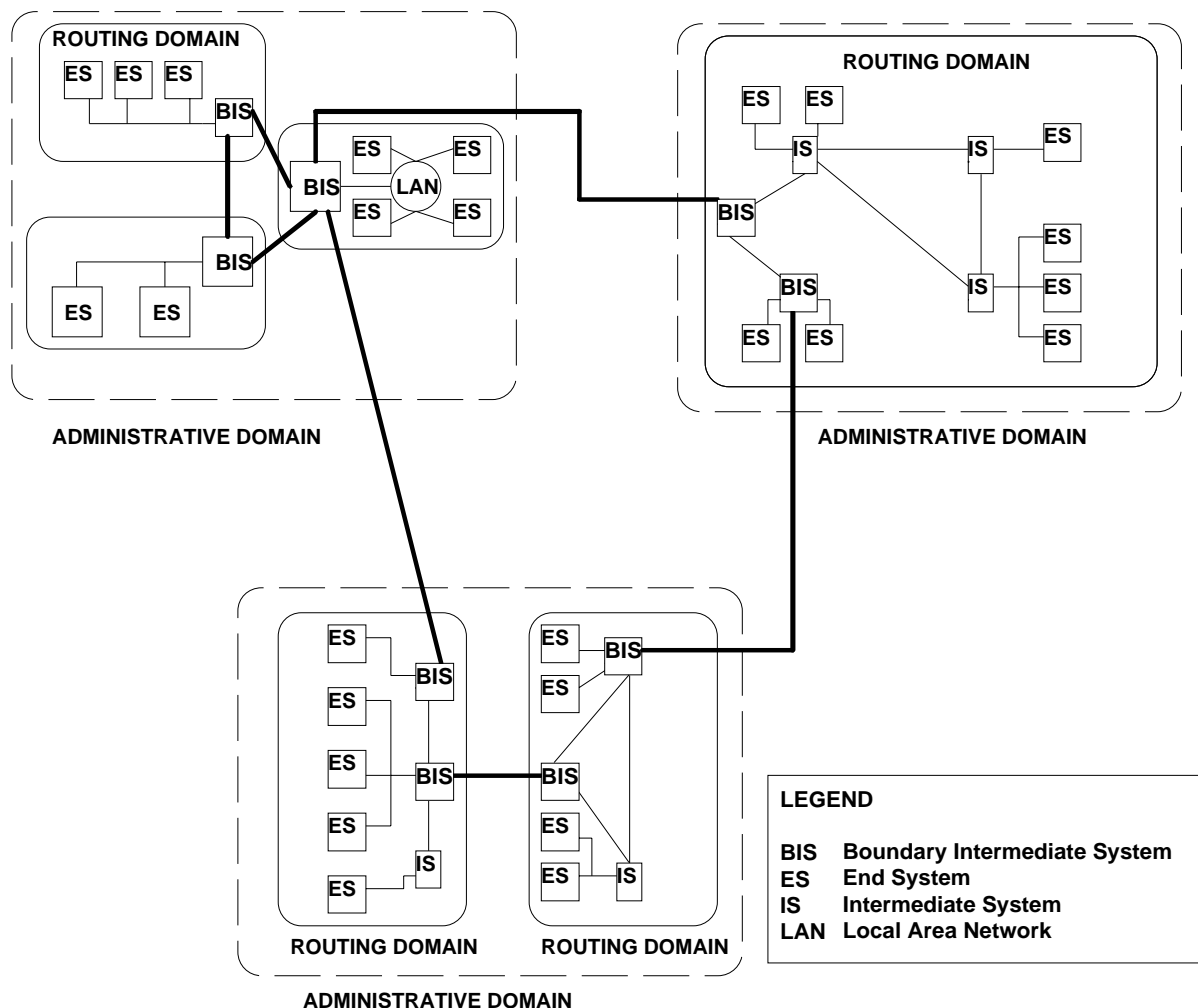 ROUTING DOMAIN
ES ES ES
BIS
ES ES
BIS LAN
ES ES
BIS
ES ES
ADMINISTRATIVE DOMAIN
ROUTING DOMAIN
ES ES
IS IS ES
BIS
ES
BIS IS ES
ES ES ES
ADMINISTRATIVE DOMAIN
ES
BIS
ES
ES
BIS
ES
IS
ES
ROUTING DOMAIN
ES
BIS
ES
BIS
ES
ES IS
ROUTING DOMAIN
ADMINISTRATIVE DOMAIN
LEGEND
BIS Boundary Intermediate System
ES End System
IS Intermediate System
LAN Local Area Network